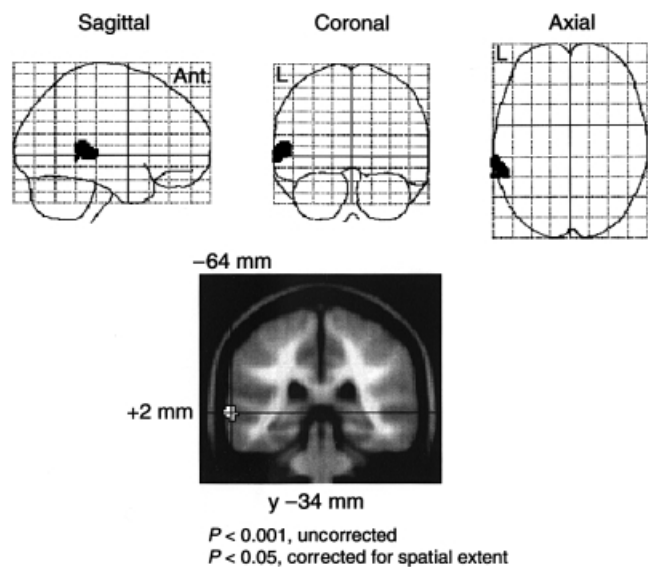 Sagittal
Coronal
Axial
Ant.
L
L
−64 mm
+2 mm
y −34 mm
P < 0.001, uncorrected
P < 0.05, corrected for spatial extent